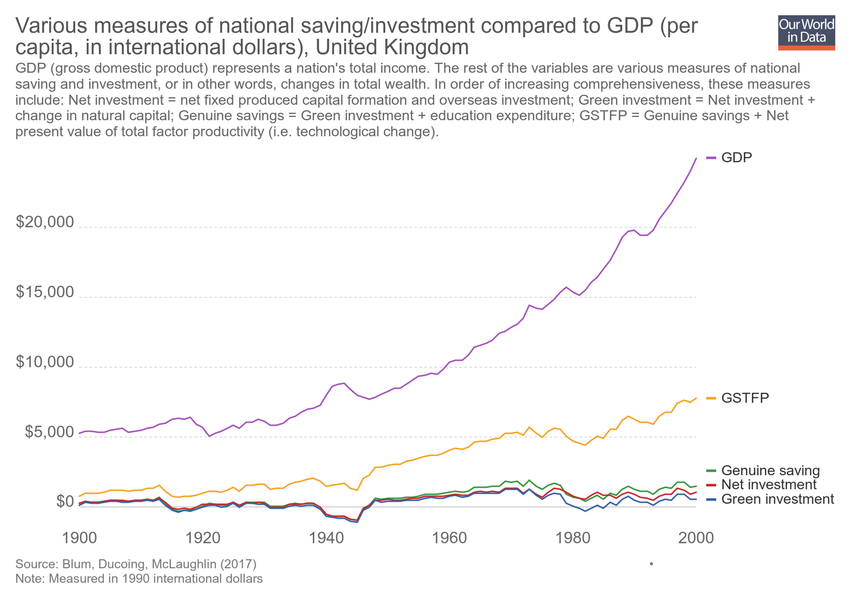 Various measures of national saving/investment compared to GDP (per
capita, in international dollars), United Kingdom
Our World
in Data
GDP (gross domestic product) represents a nation's total income. The rest of the variables are various measures of national
saving and investment, or in other words, changes in total wealth. In order of increasing comprehensiveness, these measures
include: Net investment = net fixed produced capital formation and overseas investment; Green investment = Net investment +
change in natural capital; Genuine savings = Green investment + education expenditure; GSTFP = Genuine savings + Net
present value of total factor productivity (i.e. technological change).
GDP
$20,000
$15,000
$10,000
GSTFP
$5,000
Genuine saving
Net investment
Green investment
$0
1900
1920
1940
1960
1980
2000
Source: Blum, Ducoing, McLaughlin (2017)
Note: Measured in 1990 international dollars